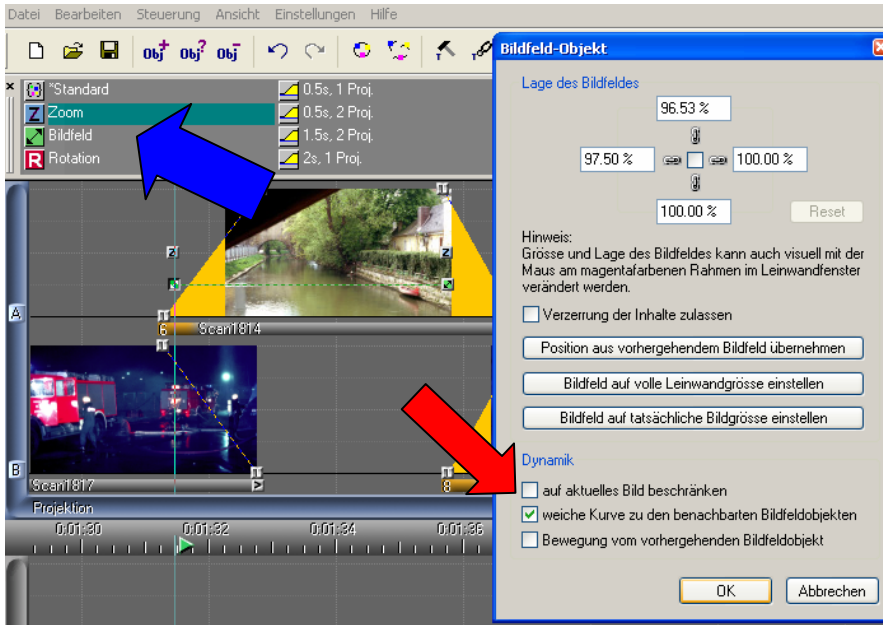 Datei Bearbeiten Steuerung Ansicht Einstellungen Hilfe
Obj+ Obj? Obj-
*Standard 0.5s, 1 Proj.
Z Zoom 0.5s, 2 Proj.
Bildfeld 1.5s, 2 Proj.
R Rotation 2s, 1 Proj.
Z Z
A
6 Scan1814
B
Scan1817 8
Projektion
0:01:30 0:01:32 0:01:34 0:01:36
Bildfeld-Objekt
Lage des Bildfeldes
96.53 %
97.50 % 100.00 %
100.00 % Reset
Hinweis:
Grösse und Lage des Bildfeldes kann auch visuell mit der
Maus am magentafarbenen Rahmen im Leinwandfenster
verändert werden.
Verzerrung der Inhalte zulassen
Position aus vorhergehendem Bildfeld übernehmen
Bildfeld auf volle Leinwandgrösse einstellen
Bildfeld auf tatsächliche Bildgrösse einstellen
Dynamik
auf aktuelles Bild beschränken
weiche Kurve zu den benachbarten Bildfeldobjekten
Bewegung vom vorhergehenden Bildfeldobjekt
OK Abbrechen